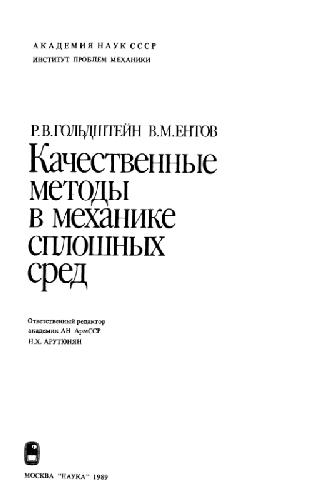 АКАДЕМИЯ НАУК СССР
ИНСТИТУТ ПРОБЛЕМ МЕХАНИКИ
Р.В.ГОЛЬДШТЕЙН В.М.ЕНТОВ
Качественные
методы
в механике
сплошных
сред
Ответственный редактор
академик АН АрмССР
Н.Х. АРУТЮНЯН
МОСКВА "НАУКА" 1989